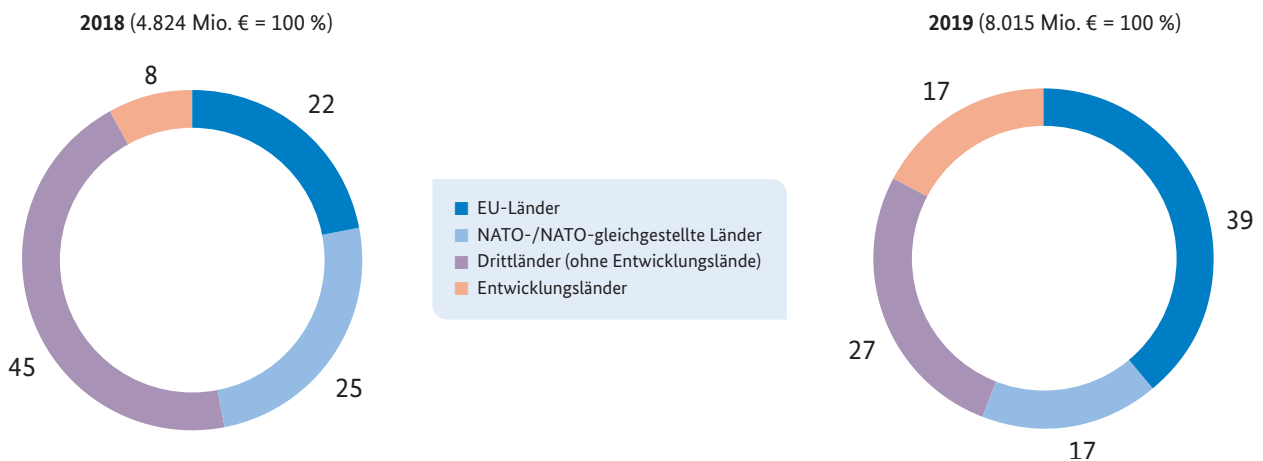 2018 (4.824 Mio. € = 100 %)
8
22
45
25
EU-Länder
NATO-/NATO-gleichgestellte Länder
Drittländer (ohne Entwicklungslände)
Entwicklungsländer
2019 (8.015 Mio. € = 100 %)
17
39
27
17